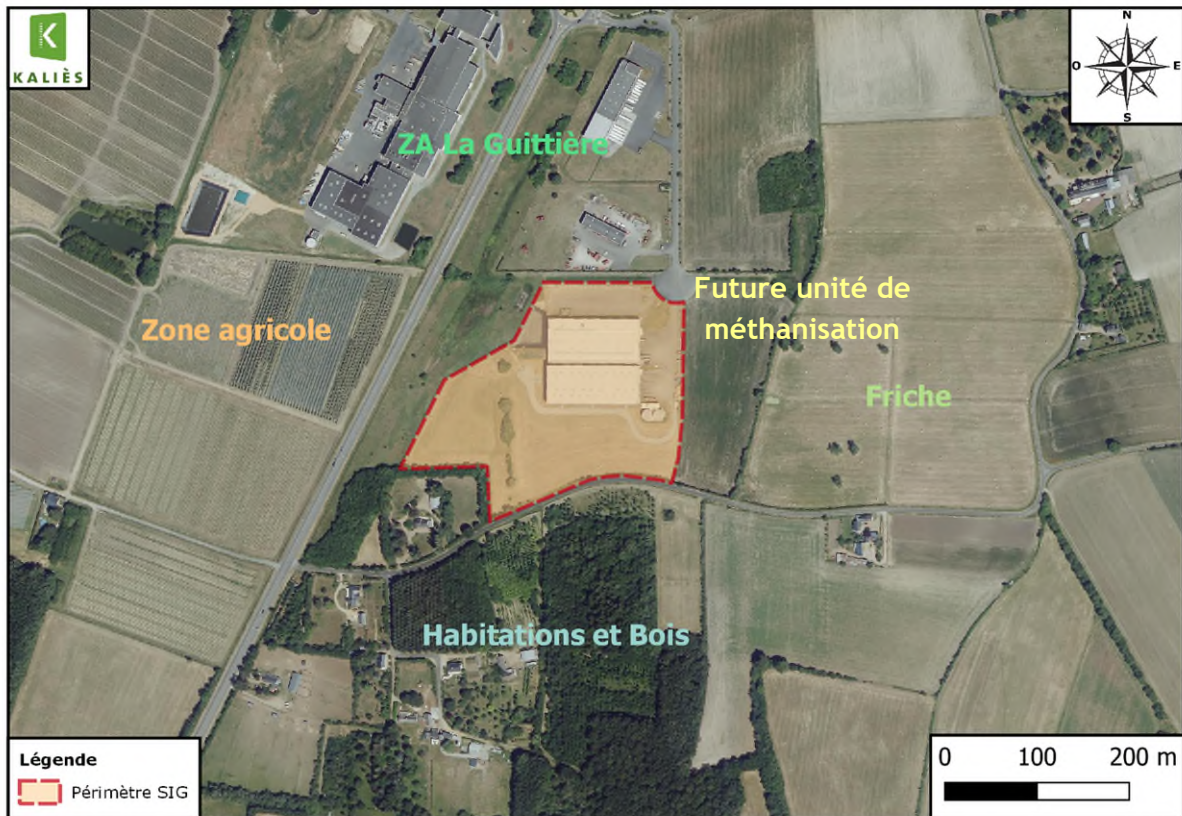 KALIÈS
N
O
E
S
ZA La Guittière
Future unité de
méthanisation
Zone agricole
Friche
Habitations et Bois
Légende
Périmètre SIG
0 100 200 m